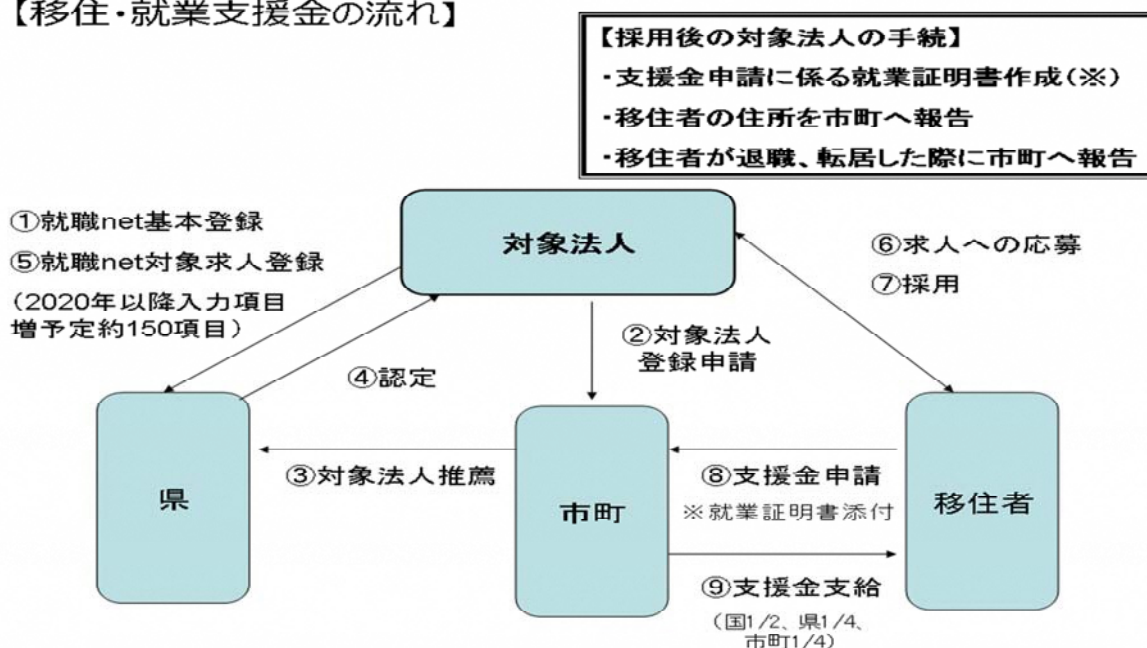 【移住・就業支援金の流れ】
【採用後の対象法人の手続】
・支援金申請に係る就業証明書作成(※)
・移住者の住所を市町へ報告
・移住者が退職、転居した際に市町へ報告
①就職net基本登録
⑤就職net対象求人登録
(2020年以降入力項目
増予定約150項目)
対象法人
⑥求人への応募
⑦採用
②対象法人
登録申請
④認定
県
③対象法人推薦
市町
⑧支援金申請
※就業証明書添付
移住者
⑨支援金支給
(国1/2、県1/4、
市町1/4)